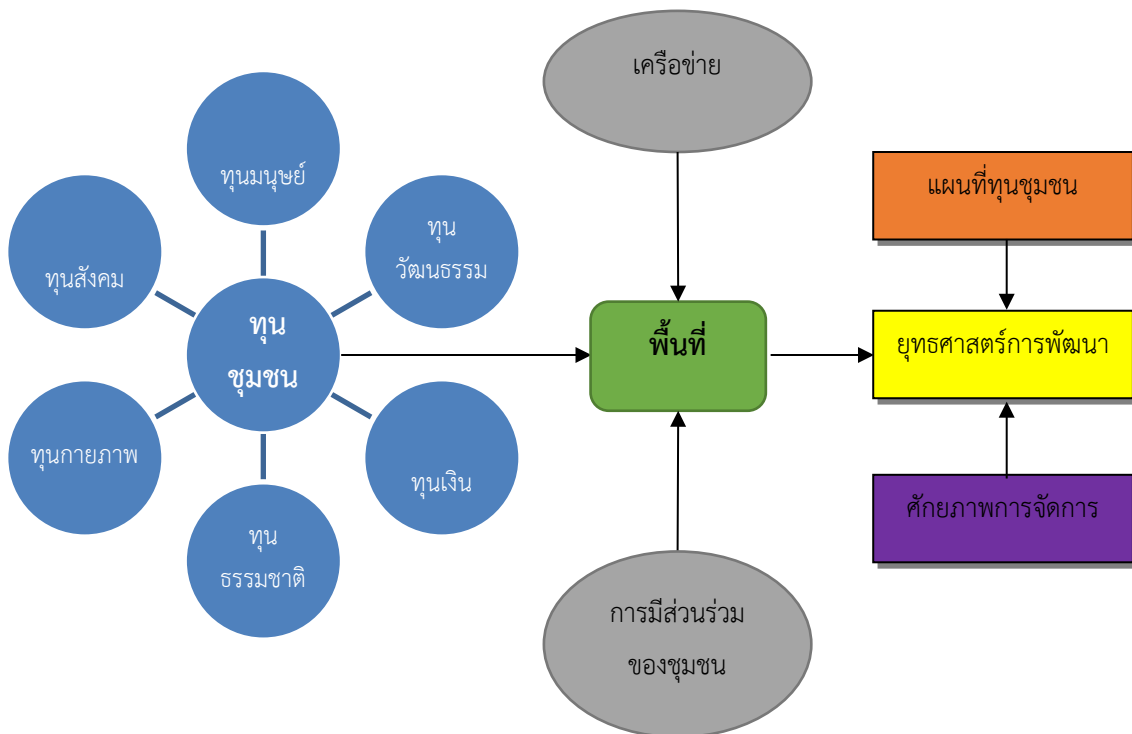 เครือข่าย
ทุนมนุษย์
แผนที่ทุนชุมชน
ทุน
วัฒนธรรม
ทุนสังคม
ทุน
ชุมชน
พื้นที่
ยุทธศาสตร์การพัฒนา
ทุนกายภาพ
ทุนเงิน
ศักยภาพการจัดการ
ทุน
ธรรมชาติ
การมีส่วนร่วม
ของชุมชน